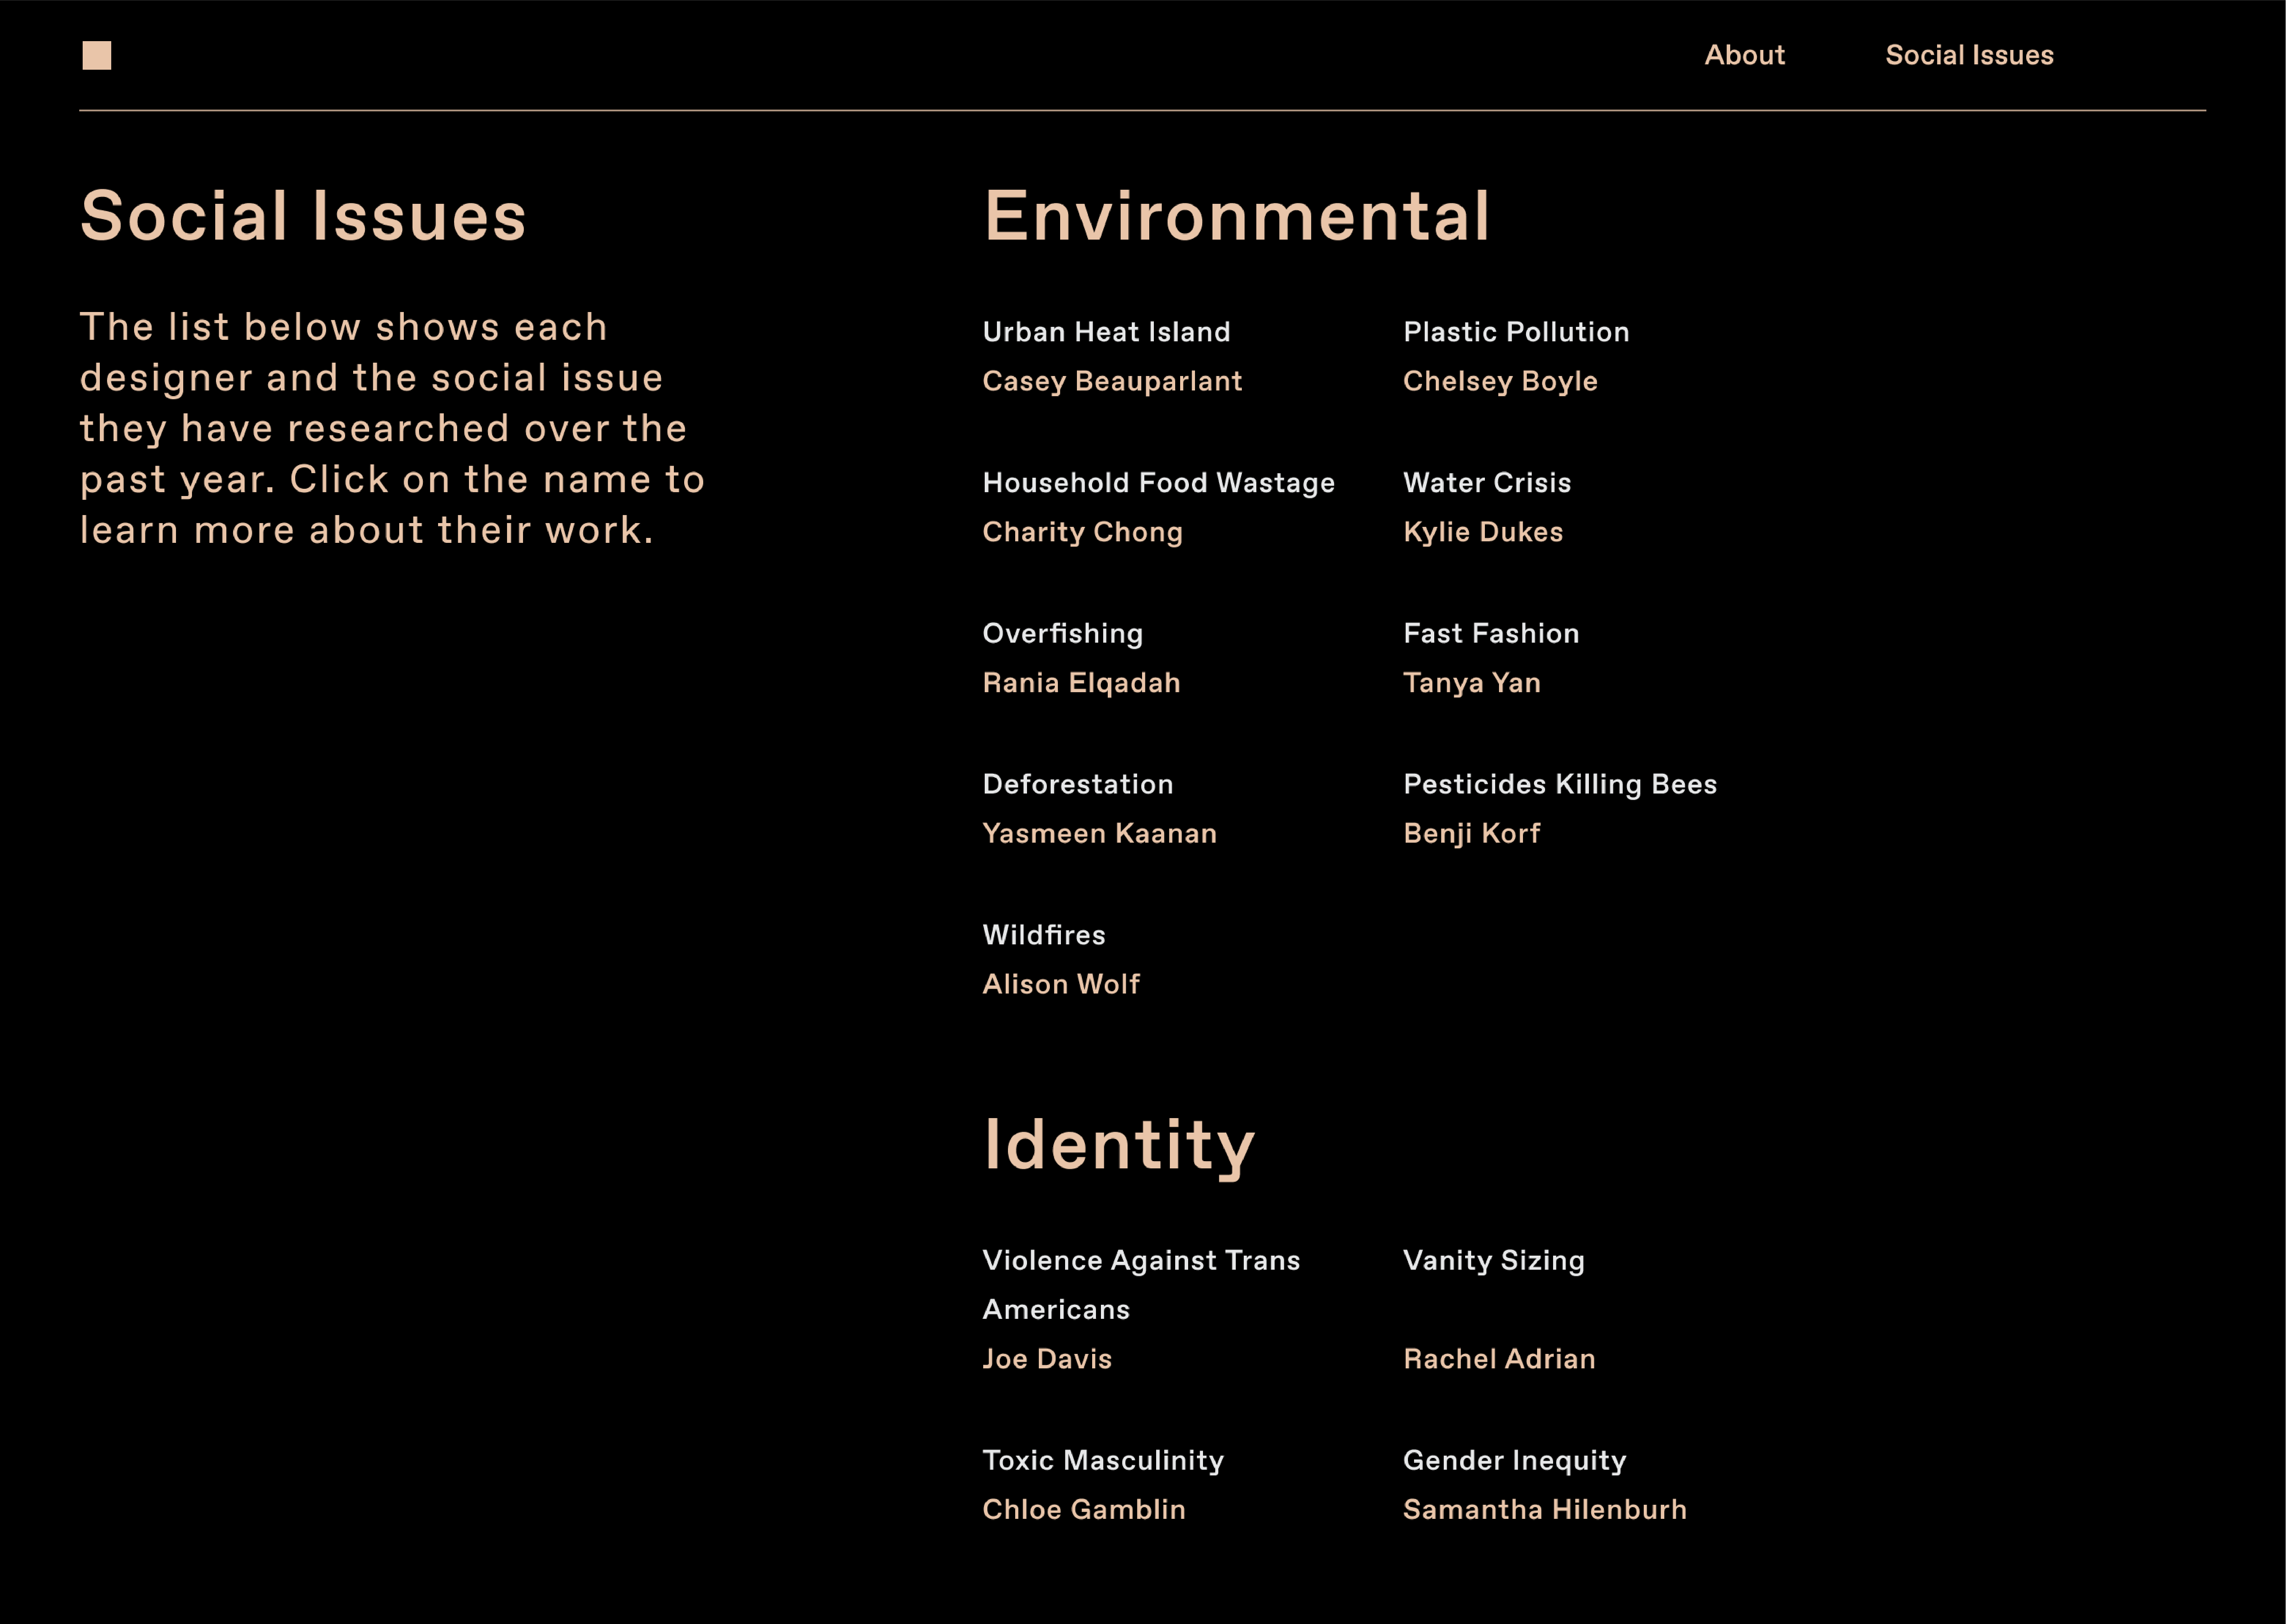 About
Social Issues
Social Issues
The list below shows each
designer and the social issue
they have researched over the
past year. Click on the name to
learn more about their work.
Environmental
Urban Heat Island
Casey Beauparlant
Plastic Pollution
Chelsey Boyle
Household Food Wastage
Charity Chong
Water Crisis
Kylie Dukes
Overfishing
Rania Elqadah
Fast Fashion
Tanya Yan
Deforestation
Yasmeen Kaanan
Pesticides Killing Bees
Benji Korf
Wildfires
Alison Wolf
Identity
Violence Against Trans
Americans
Joe Davis
Vanity Sizing
Rachel Adrian
Toxic Masculinity
Chloe Gamblin
Gender Inequity
Samantha Hilenburh